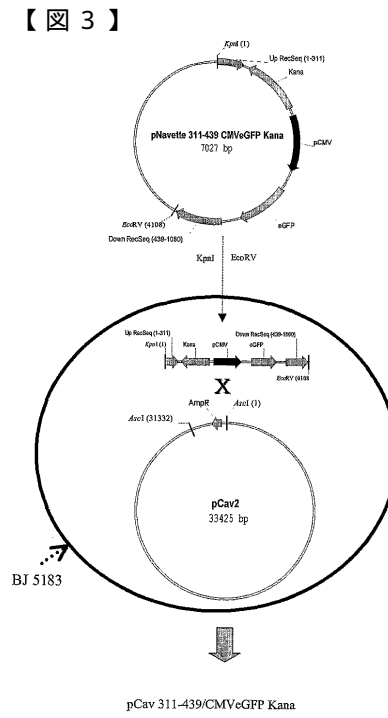 【図３】
KpnI (1)
Up RecSeq (1-311)
Kana
pNavette 311-439 CMVeGFP Kana
7027 bp
pCMV
EcoRV (4108)
eGFP
Down RecSeq (439-1080)
KpnI
EcoRV
Up RecSeq (1-311)
Down RecSeq (439-1080)
KpnI (1)
Kana
pCMV
eGFP
EcoRV (4108
X
AmpR
AscI (1)
AscI (31332)
pCav2
33425 bp
BJ 5183
pCav 311-439/CMVeGFP Kana